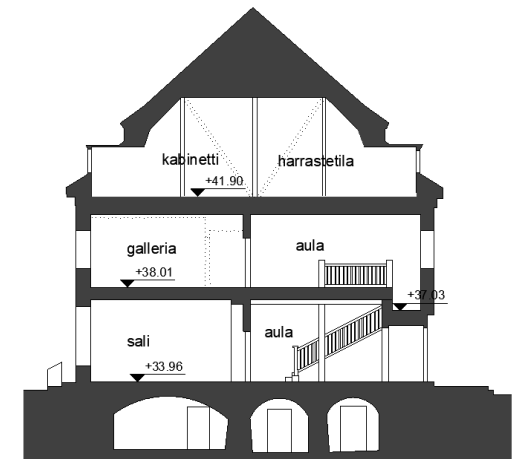 kabinetti
harrastetila
+41.90
galleria
aula
+38.01
+37.03
sali
aula
+33.96